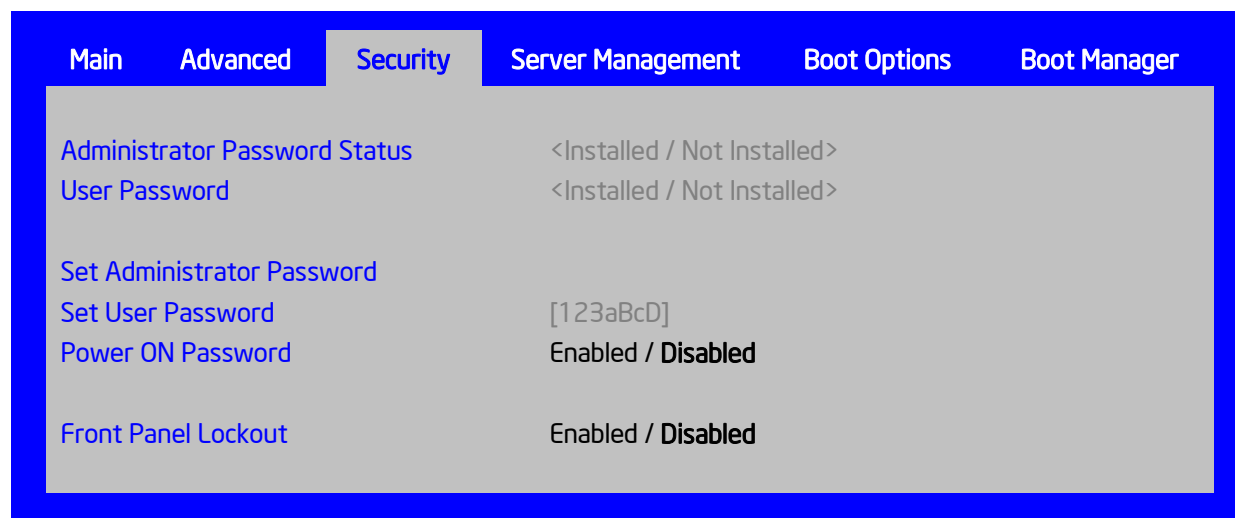 Main Advanced Security Server Management Boot Options Boot Manager
Administrator Password Status <Installed / Not Installed>
User Password <Installed / Not Installed>
Set Administrator Password
Set User Password [123aBcD]
Power ON Password Enabled / Disabled
Front Panel Lockout Enabled / Disabled